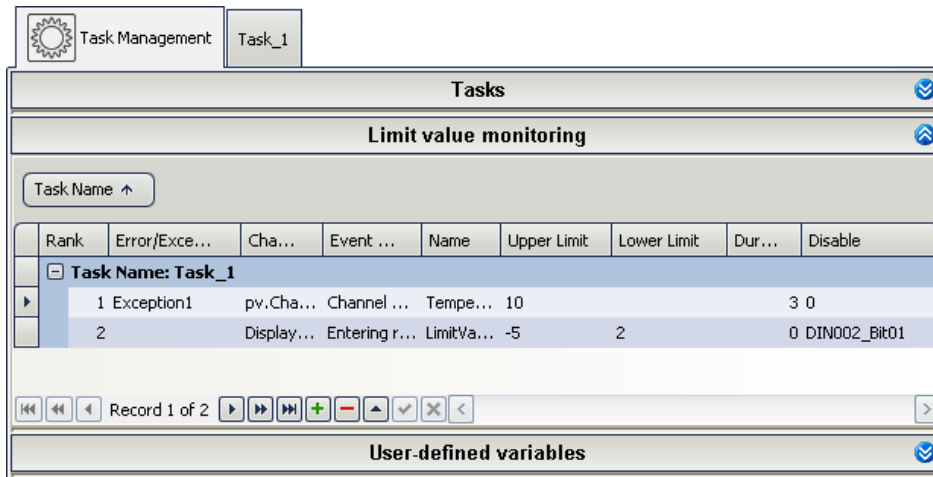 Task Management Task_1
Tasks
Limit value monitoring
Task Name
Rank Error/Exce... Cha... Event ... Name Upper Limit Lower Limit Dur... Disable
Task Name: Task_1
1 Exception1 pv.Cha... Channel ... Tempe... 10 3 0
2 Display... Entering r... LimitVa... -5 2 0 DIN002_Bit01
Record 1 of 2
User-defined variables